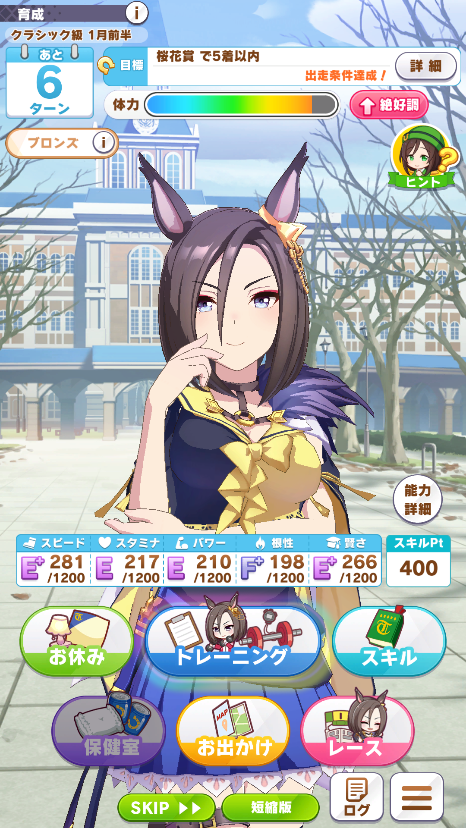 育成
クラシック級 1月前半
あと
6
ターン
目標
桜花賞 で5着以内
出走条件達成！
詳細
体力
絶好調
ブロンズ
ヒント
能力
詳細
スピード スタミナ パワー 根性 賢さ スキルPt
E+ 281 /1200
E 217 /1200
E 210 /1200
F+ 198 /1200
E+ 266 /1200
400
お休み
トレーニング
スキル
保健室
お出かけ
レース
SKIP
短縮版
ログ